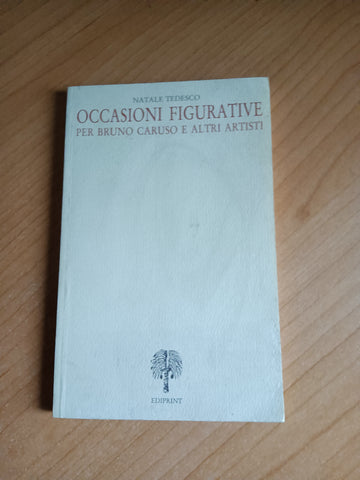 NATALE TEDESCO
OCCASIONI FIGURATIVE
PER BRUNO CARUSO E ALTRI ARTISTI
EDIPRINT